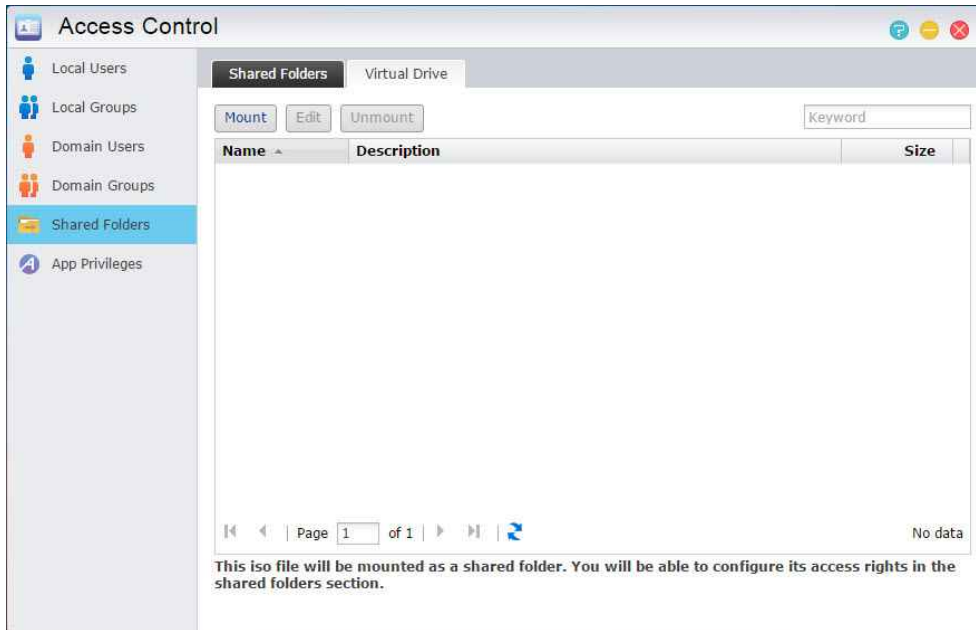 Access Control
Local Users
Local Groups
Domain Users
Domain Groups
Shared Folders
App Privileges
Shared Folders Virtual Drive
Mount Edit Unmount Keyword
Name Description Size
Page 1 of 1 No data
This iso file will be mounted as a shared folder. You will be able to configure its access rights in the
shared folders section.